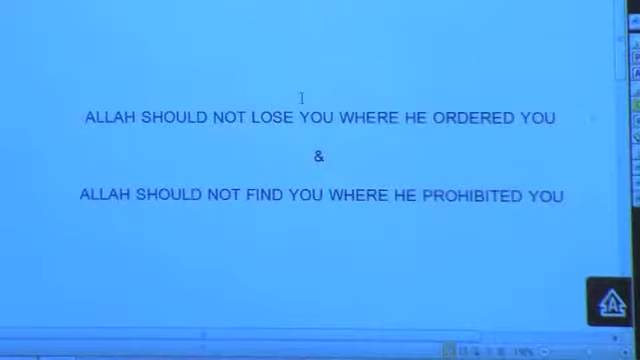 ALLAH SHOULD NOT LOSE YOU WHERE HE ORDERED YOU
&
ALLAH SHOULD NOT FIND YOU WHERE HE PROHIBITED YOU